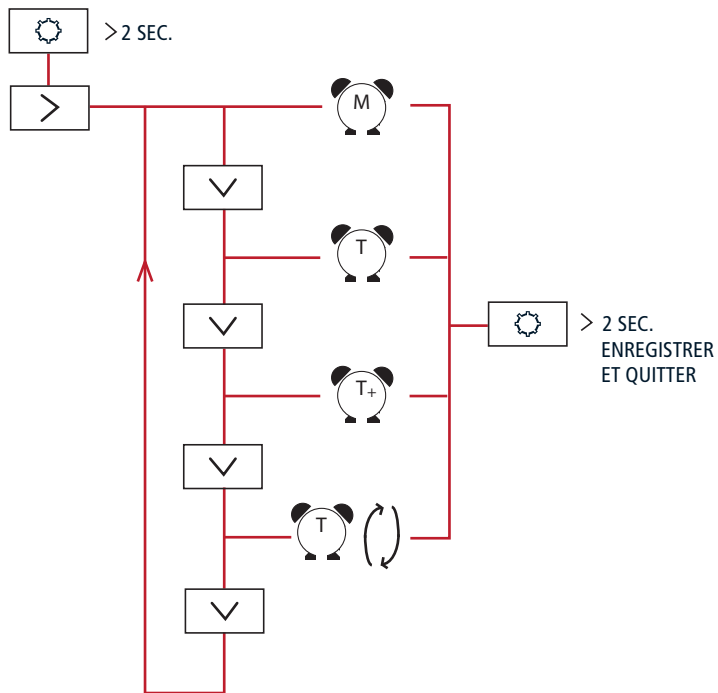 > 2 SEC.
M
T
> 2 SEC.
ENREGISTRER
ET QUITTER
T+
T